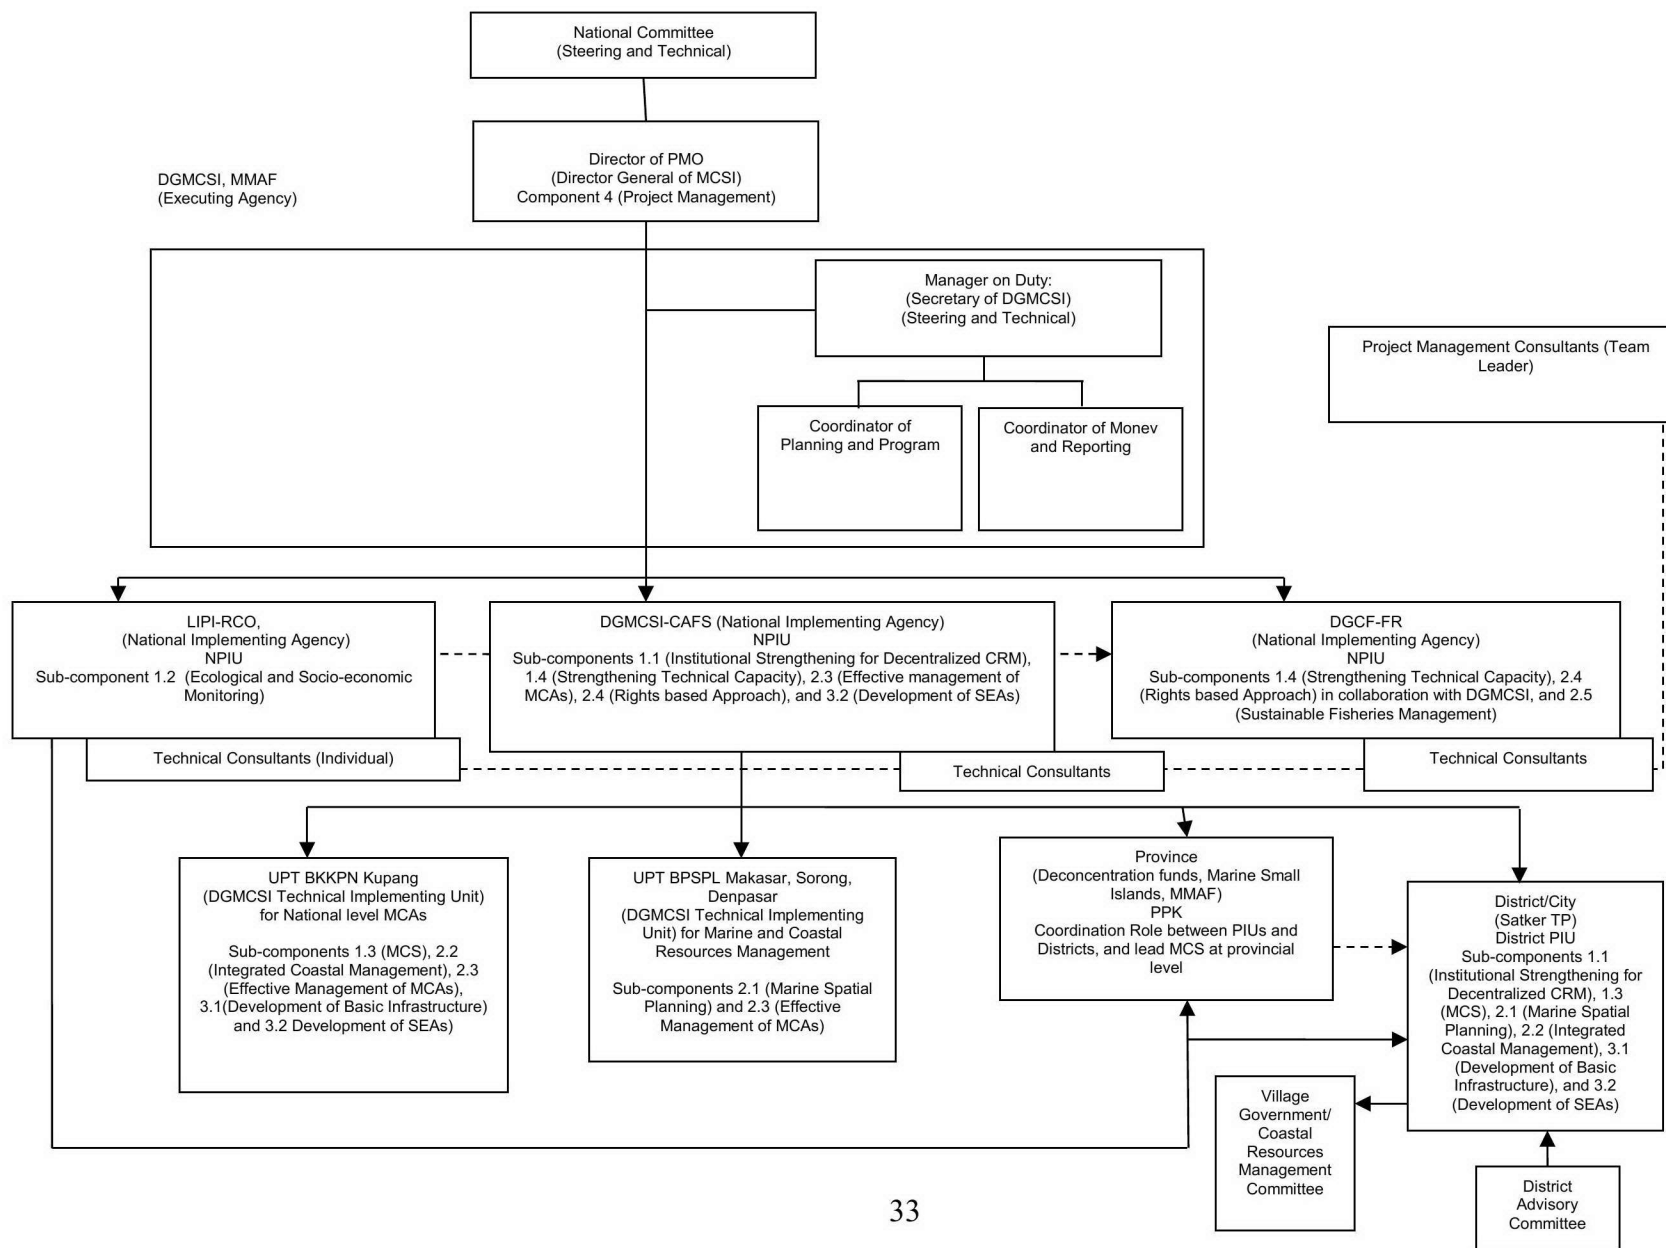 National Committee
(Steering and Technical)
Director of PMO
(Director General of MCSI)
Component 4 (Project Management)
DGMCSI, MMAF
(Executing Agency)
Manager on Duty:
(Secretary of DGMCSI)
(Steering and Technical)
Project Management Consultants (Team
Leader)
Coordinator of
Planning and Program
Coordinator of Monev
and Reporting
LIPI-RCO,
(National Implementing Agency)
NPIU
Sub-component 1.2 (Ecological and Socio-economic
Monitoring)
DGMCSI-CAFS (National Implementing Agency)
NPIU
Sub-components 1.1 (Institutional Strengthening for Decentralized CRM),
1.4 (Strengthening Technical Capacity), 2.3 (Effective management of
MCAs), 2.4 (Rights based Approach), and 3.2 (Development of SEAs)
DGCF-FR
(National Implementing Agency)
NPIU
Sub-components 1.4 (Strengthening Technical Capacity), 2.4
(Rights based Approach) in collaboration with DGMCSI, and 2.5
(Sustainable Fisheries Management)
Technical Consultants (Individual)
Technical Consultants
Technical Consultants
UPT BKKPN Kupang
(DGMCSI Technical Implementing Unit)
for National level MCAs
Sub-components 1.3 (MCS), 2.2
(Integrated Coastal Management), 2.3
(Effective Management of MCAs),
3.1(Development of Basic Infrastructure)
and 3.2 Development of SEAs)
UPT BPSPL Makasar, Sorong,
Denpasar
(DGMCSI Technical Implementing
Unit) for Marine and Coastal
Resources Management
Sub-components 2.1 (Marine Spatial
Planning) and 2.3 (Effective
Management of MCAs)
Province
(Deconcentration funds, Marine Small
Islands, MMAF)
PPK
Coordination Role between PIUs and
Districts, and lead MCS at provincial
level
District/City
(Satker TP)
District PIU
Sub-components 1.1
(Institutional Strengthening for
Decentralized CRM), 1.3
(MCS), 2.1 (Marine Spatial
Planning), 2.2 (Integrated
Coastal Management), 3.1
(Development of Basic
Infrastructure), and 3.2
(Development of SEAs)
Village
Government/
Coastal
Resources
Management
Committee
District
Advisory
Committee
33